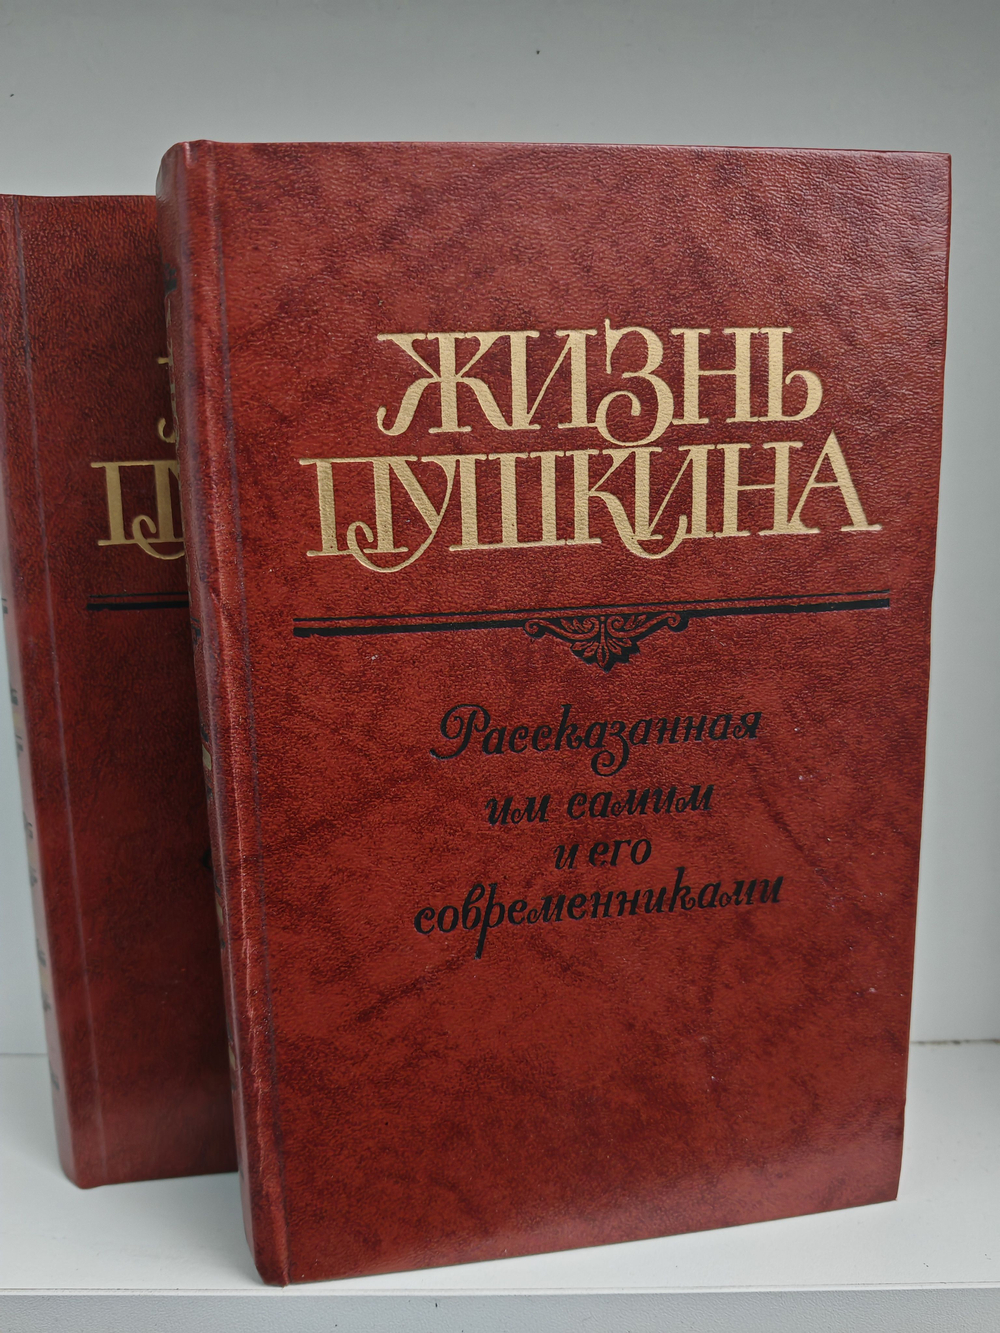 ЖИЗНЬ
ПУШКИНА
Рассказанная
им самим
и его
современниками